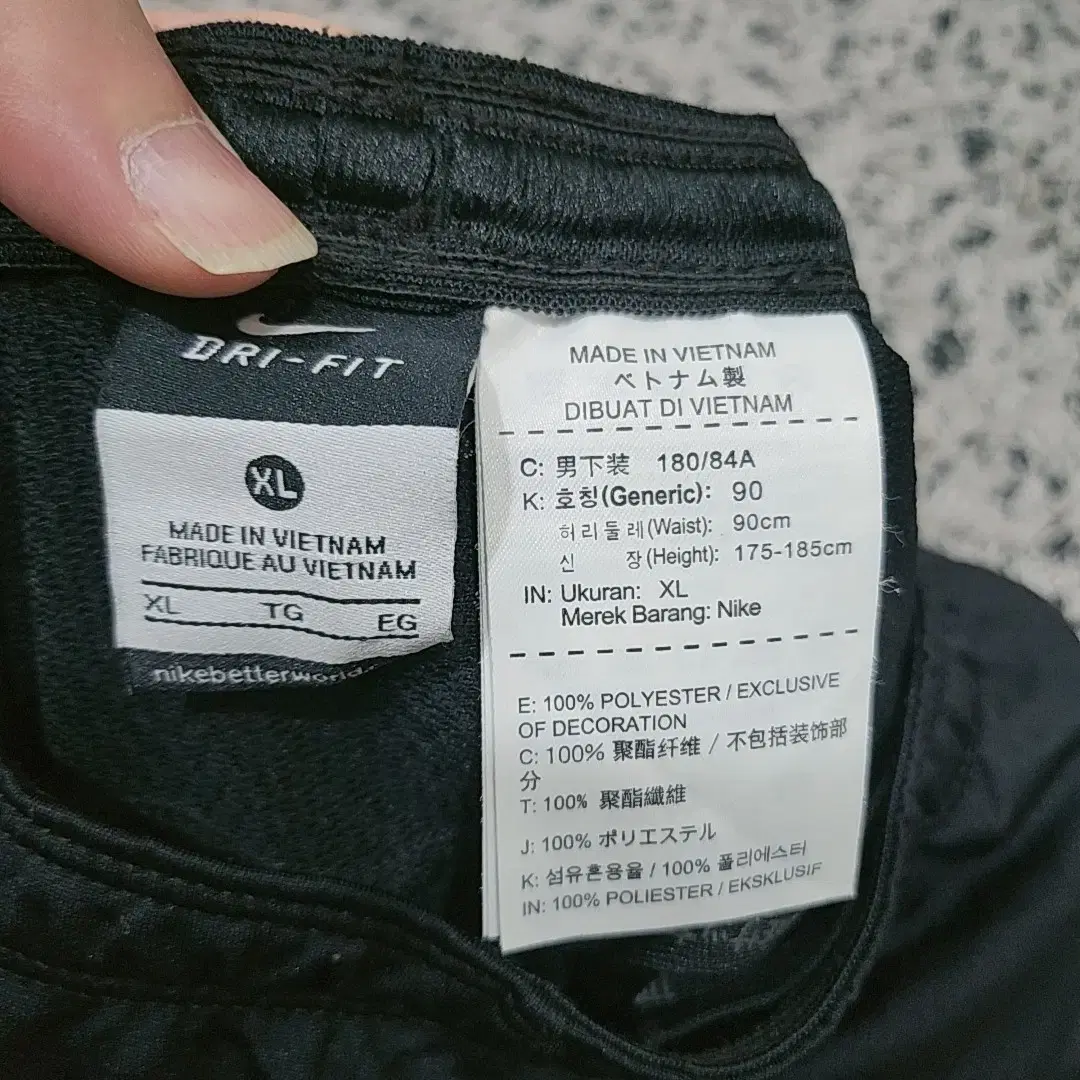 DRI-FIT
XL
MADE IN VIETNAM
FABRIQUE AU VIETNAM
XL TG EG
nikebetterworld
MADE IN VIETNAM
ベトナム製
DIBUAT DI VIETNAM
C: 男下装 180/84A
K: 호칭(Generic): 90
허리둘레(Waist): 90cm
신 장(Height): 175-185cm
IN: Ukuran: XL
Merek Barang: Nike
E: 100% POLYESTER / EXCLUSIVE
OF DECORATION
C: 100% 聚酯纤维 / 不包括装饰部
分
T: 100% 聚酯纖維
J: 100% ポリエステル
K: 섬유혼용율 / 100% 폴리에스터
IN: 100% POLIESTER / EKSKLUSIF